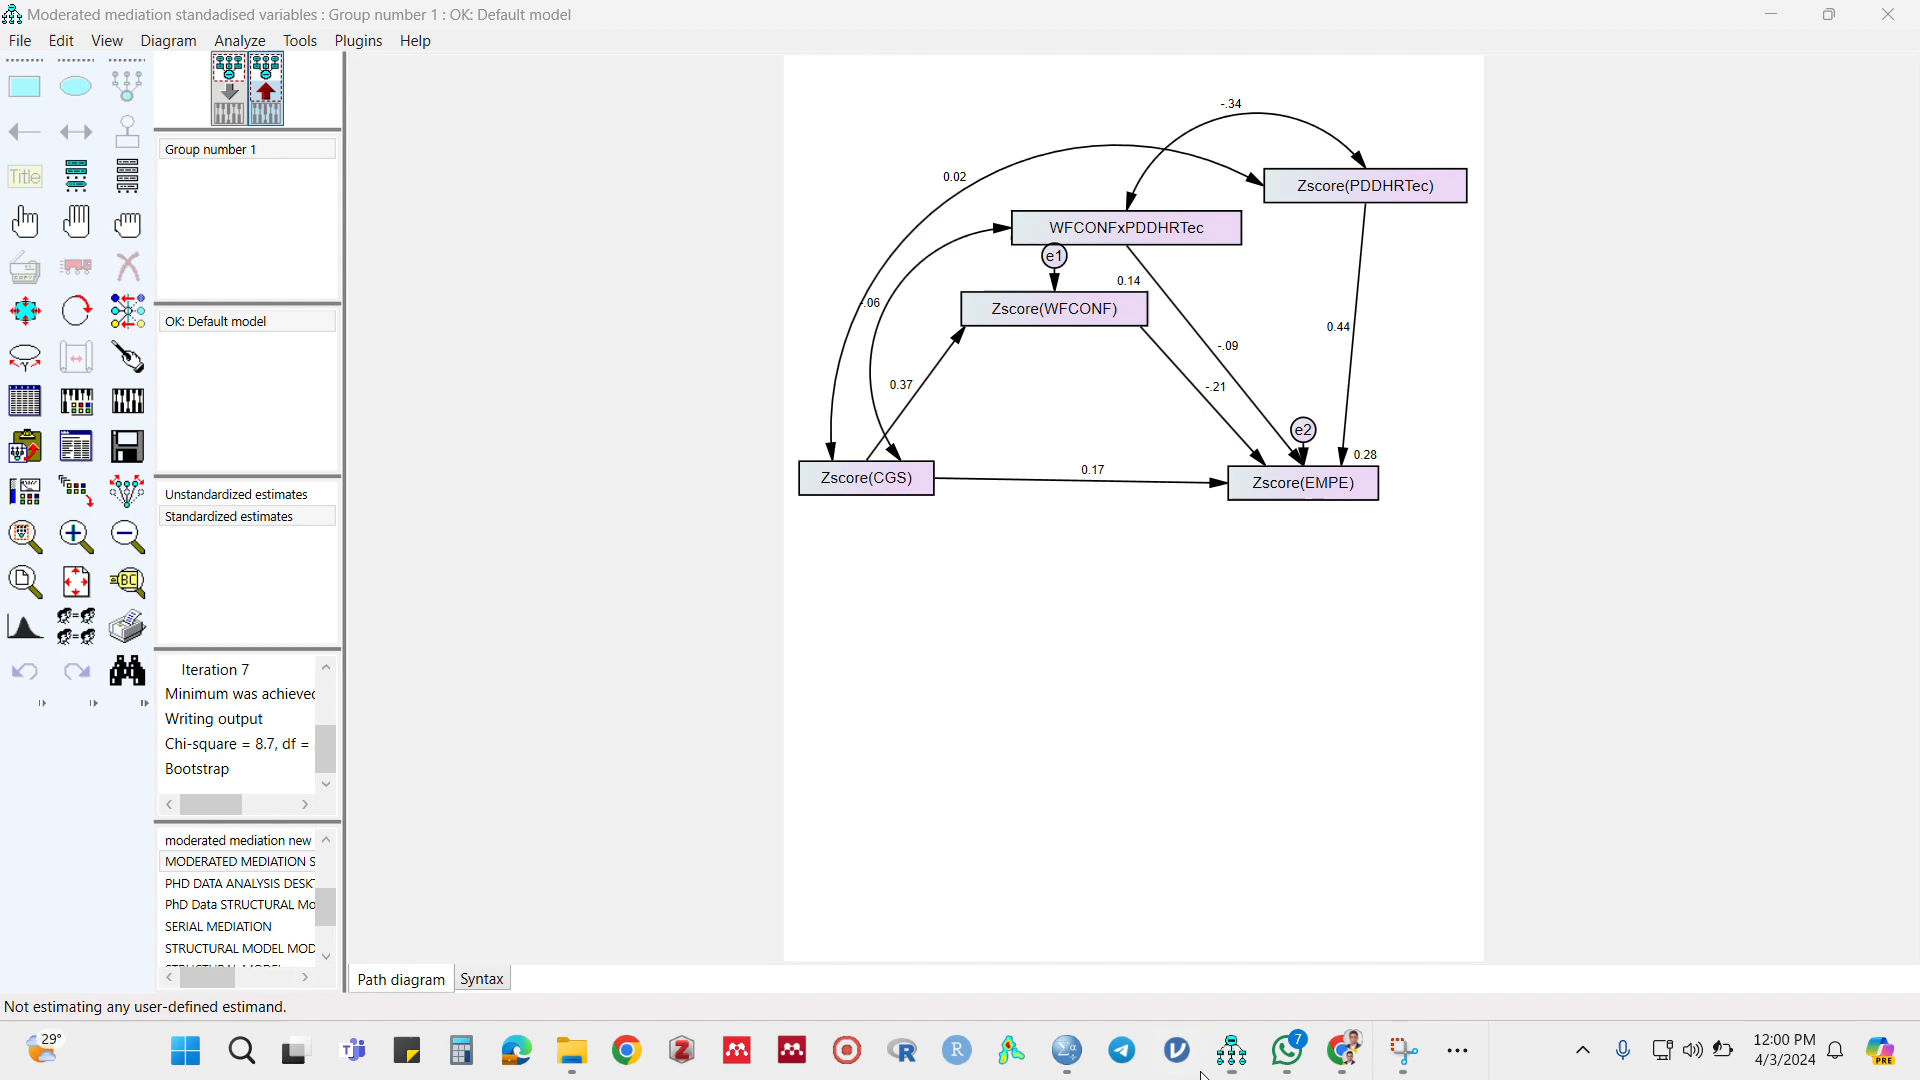 Moderated mediation standadised variables : Group number 1 : OK: Default model
File Edit View Diagram Analyze Tools Plugins Help
Title
Group number 1
OK: Default model
Unstandardized estimates
Standardized estimates
Iteration 7
Minimum was achieved
Writing output
Chi-square = 8.7, df =
Bootstrap
moderated mediation new
MODERATED MEDIATION S
PHD DATA ANALYSIS DESKT
PhD Data STRUCTURAL Mo
SERIAL MEDIATION
STRUCTURAL MODEL MOD
-.34
0.02
Zscore(PDDHRTec)
WFCONFxPDDHRTec
e1
0.14
.06
Zscore(WFCONF)
0.44
-.09
0.37
-.21
e2
0.28
Zscore(CGS)
0.17
Zscore(EMPE)
Path diagram Syntax
Not estimating any user-defined estimand.
29°
7
12:00 PM
4/3/2024
PRE